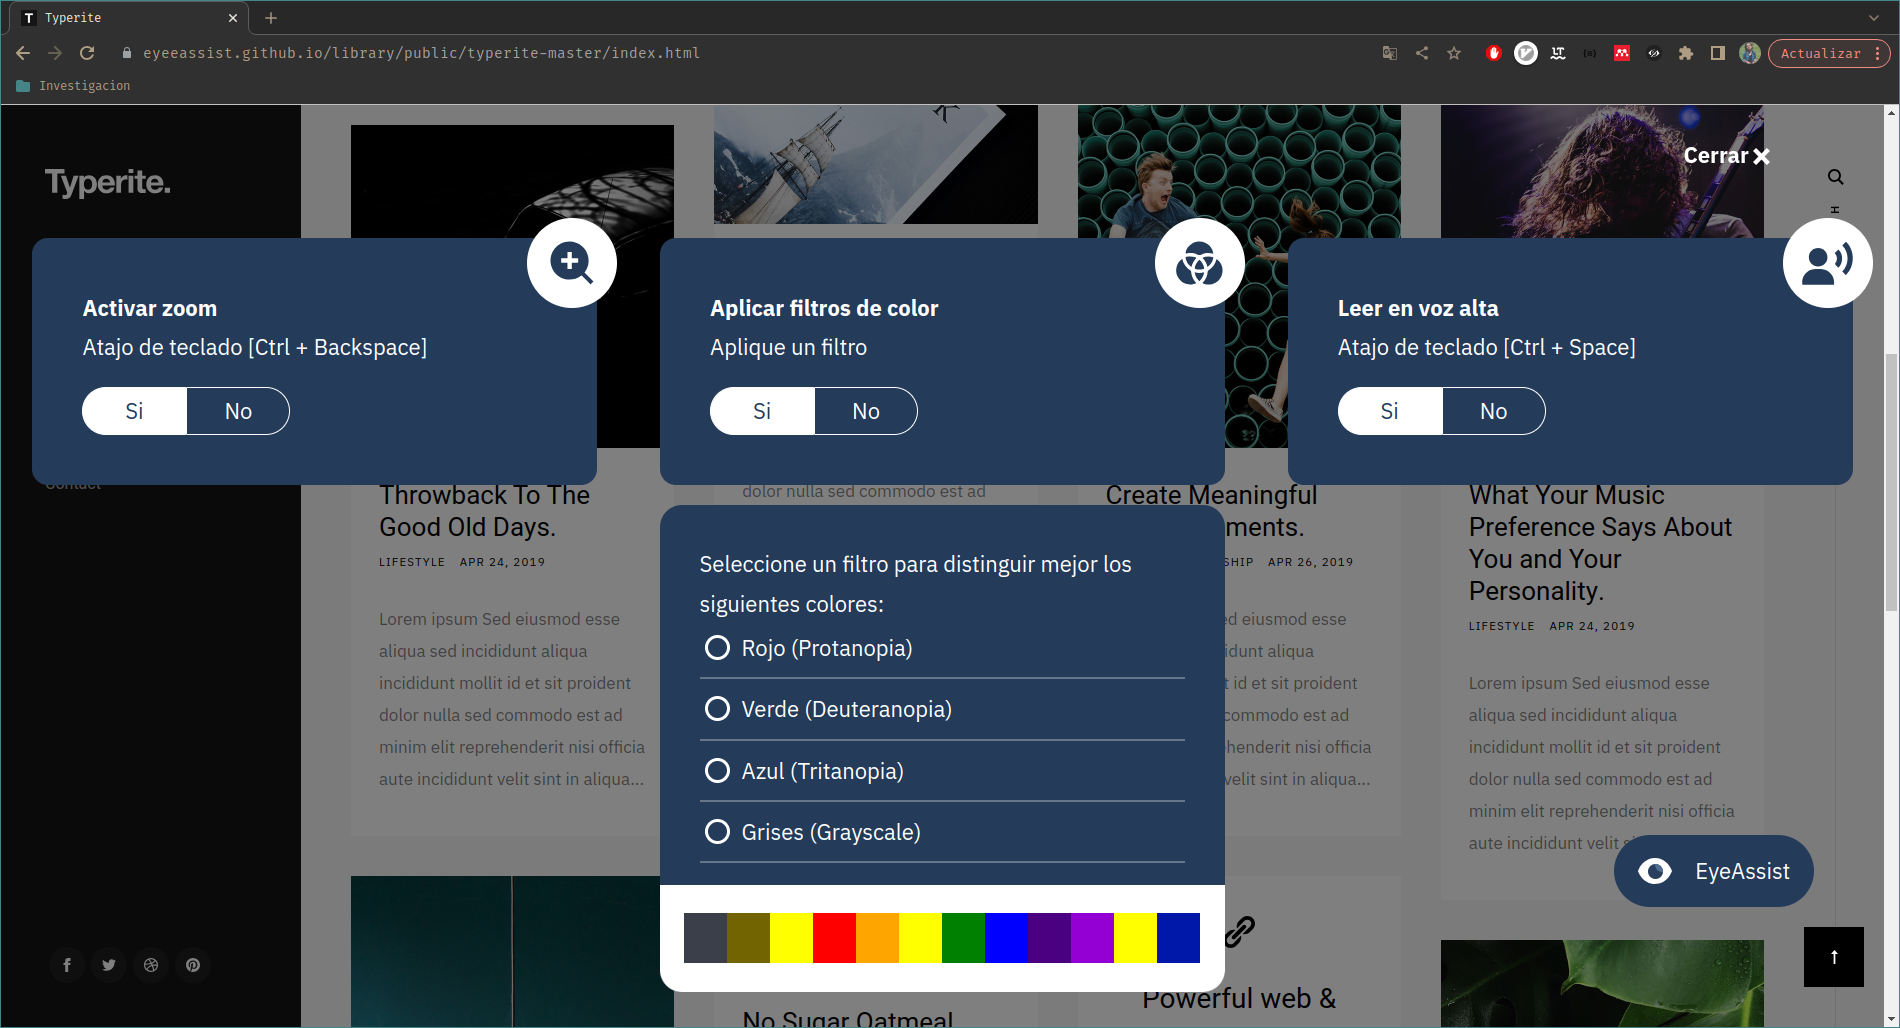 Typerite
eyeeassist.github.io/library/public/typerite-master/index.html
Actualizar
Investigacion
Typerite.
Cerrar
Activar zoom
Atajo de teclado [Ctrl + Backspace]
Si No
Aplicar filtros de color
Aplique un filtro
Si No
Leer en voz alta
Atajo de teclado [Ctrl + Space]
Si No
Contact
Throwback To The
Good Old Days.
LIFESTYLE APR 24, 2019
Lorem ipsum Sed eiusmod esse
aliqua sed incididunt aliqua
incididunt mollit id et sit proident
dolor nulla sed commodo est ad
minim elit reprehenderit nisi officia
aute incididunt velit sint in aliqua...
dolor nulla sed commodo est ad
Create Meaningful
ments.
SHIP APR 26, 2019
ed eiusmod esse
idunt aliqua
t id et sit proident
commodo est ad
henderit nisi officia
velit sint in aliqua...
What Your Music
Preference Says About
You and Your
Personality.
LIFESTYLE APR 24, 2019
Lorem ipsum Sed eiusmod esse
aliqua sed incididunt aliqua
incididunt mollit id et sit proident
dolor nulla sed commodo est ad
minim elit reprehenderit nisi officia
aute incididunt velit
Seleccione un filtro para distinguir mejor los
siguientes colores:
Rojo (Protanopia)
Verde (Deuteranopia)
Azul (Tritanopia)
Grises (Grayscale)
EyeAssist
Powerful web &
No Sugar Oatmeal